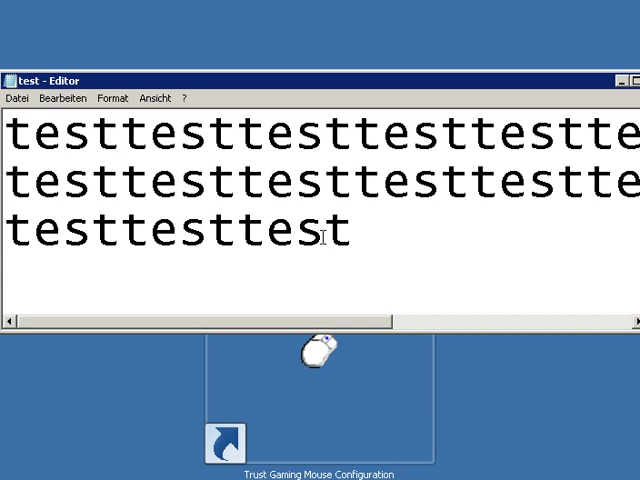 test - Editor
Datei Bearbeiten Format Ansicht ?
testtesttesttesttestte
testtesttesttesttestte
testtesttest
Trust Gaming Mouse Configuration